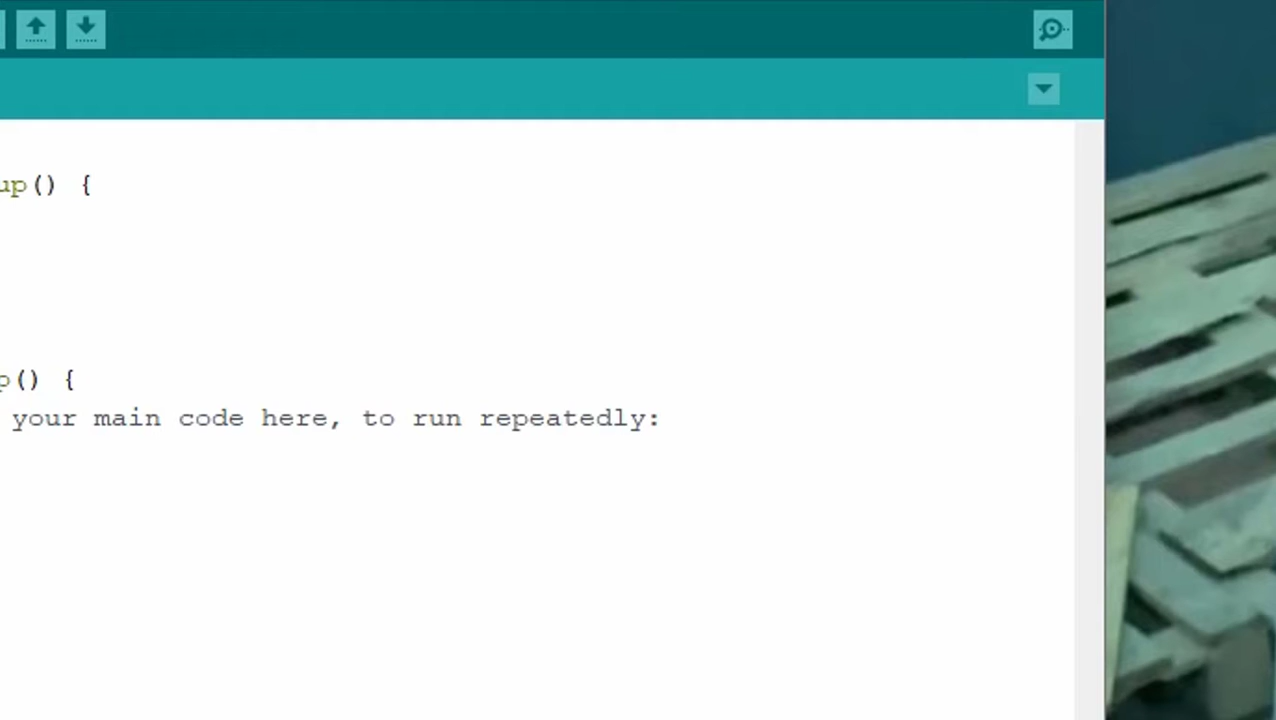 up() {
p() {
your main code here, to run repeatedly: